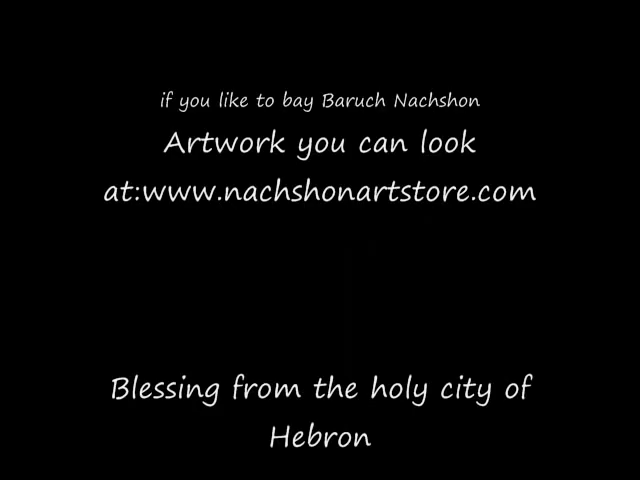 if you like to bay Baruch Nachshon
Artwork you can look
at:www.nachshonartstore.com
Blessing from the holy city of
Hebron